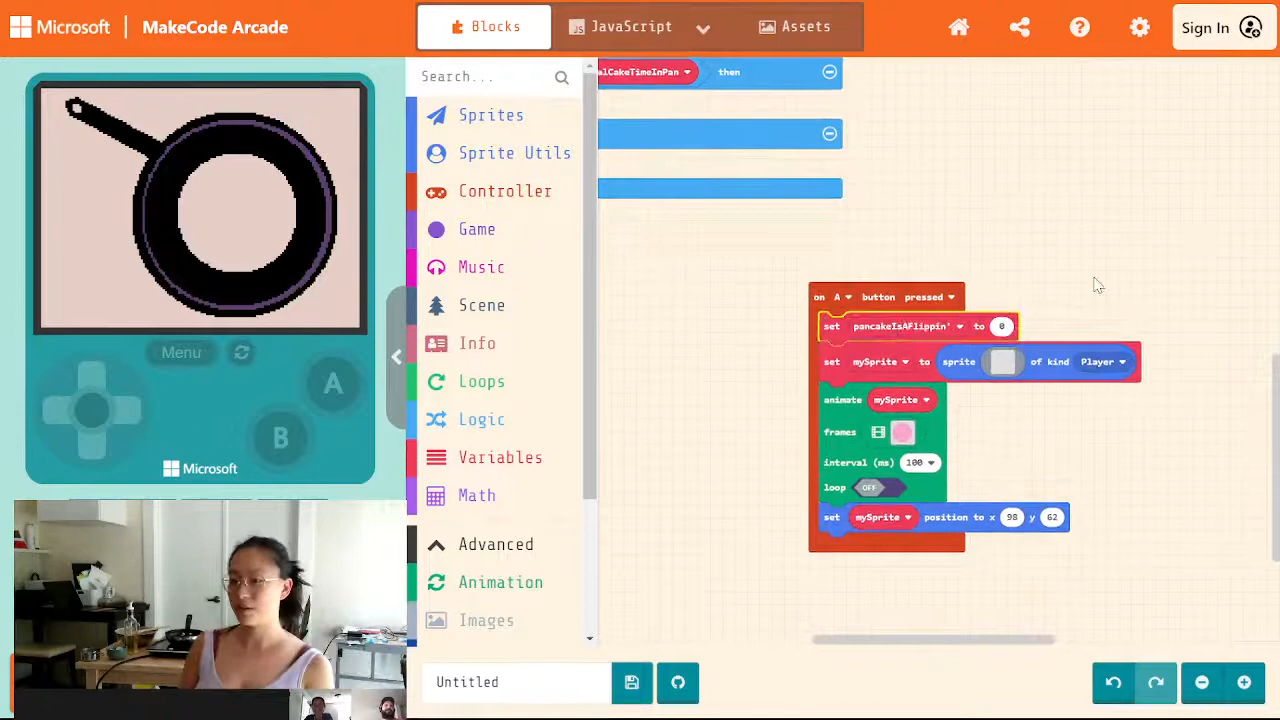 Microsoft
MakeCode Arcade
Blocks
JS
JavaScript
Assets
Sign In
Search...
Sprites
Sprite Utils
Controller
Game
Music
Scene
Info
Loops
Logic
Variables
Math
Advanced
Animation
Images
Menu
A
B
Microsoft
then
on A button pressed
set pancakeIsAFlippin' to 0
set mySprite to sprite of kind Player
animate mySprite
frames
interval (ms) 100
loop OFF
set mySprite position to x 98 y 62
Untitled